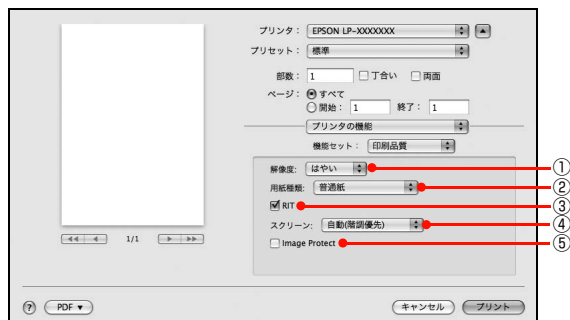 プリンタ： EPSON LP-XXXXXXX
プリセット： 標準
部数： 1 丁合い 両面
ページ： すべて
開始： 1 終了： 1
プリンタの機能
機能セット： 印刷品質
解像度: はやい ①
用紙種類: 普通紙 ②
RIT ③
スクリーン: 自動(階調優先) ④
Image Protect ⑤
1/1
? PDF キャンセル プリント